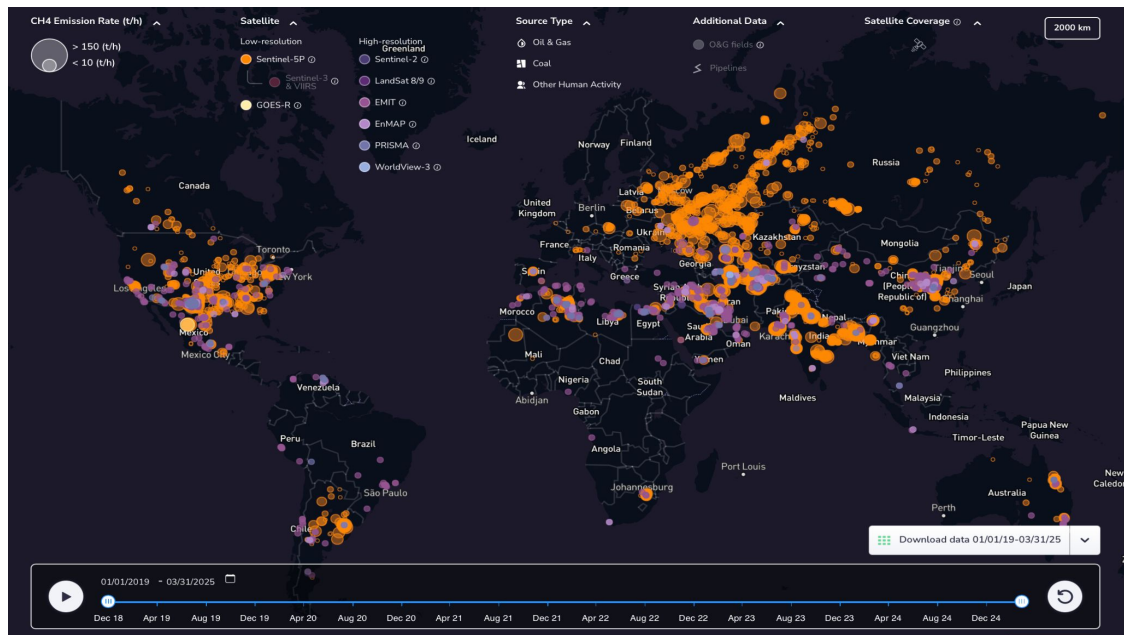 CH4 Emission Rate (t/h)
> 150 (t/h)
< 10 (t/h)
Satellite
Low-resolution
Sentinel-5P
Sentinel-3
& VIIRS
GOES-R
High-resolution
Sentinel-2
LandSat 8/9
EMIT
EnMAP
PRISMA
WorldView-3
Source Type
Oil & Gas
Coal
Other Human Activity
Additional Data
O&G fields
Pipelines
Satellite Coverage
2000 km
Greenland
Iceland
Norway
Finland
Russia
Canada
United
Kingdom
Berlin
Latvia
Belarus
France
Italy
Romania
Kazakhstan
Mongolia
Toronto
Georgia
Greece
Japan
Seoul
Morocco
Libya
Egypt
Saudi
Arabia
Oman
Nepal
India
Guangzhou
Mexico
Mexico City
Mali
Chad
Viet Nam
Philippines
Nigeria
South
Sudan
Venezuela
Abidjan
Gabon
Maldives
Malaysia
Indonesia
Timor-Leste
Papua New
Guinea
Peru
Brazil
Angola
Port Louis
São Paulo
Johannesburg
Australia
Perth
New
Chile
Download data 01/01/19-03/31/25
01/01/2019 - 03/31/2025
Dec 18 Apr 19 Aug 19 Dec 19 Apr 20 Aug 20 Dec 20 Apr 21 Aug 21 Dec 21 Apr 22 Aug 22 Dec 22 Apr 23 Aug 23 Dec 23 Apr 24 Aug 24 Dec 24